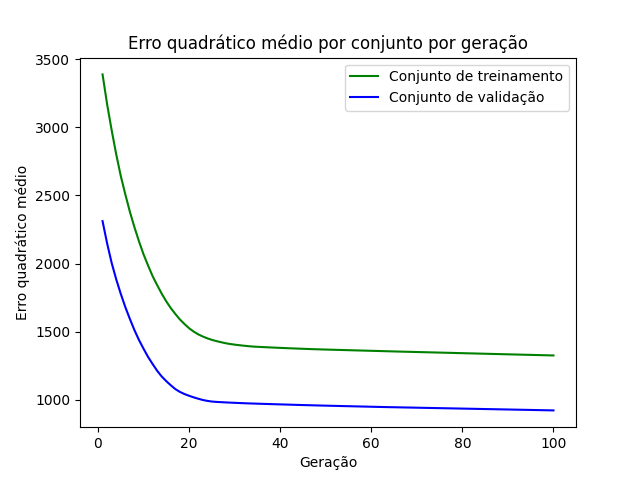 Erro quadrático médio por conjunto por geração
Conjunto de treinamento
Conjunto de validação
Erro quadrático médio
3500
3000
2500
2000
1500
1000
0 20 40 60 80 100
Geração